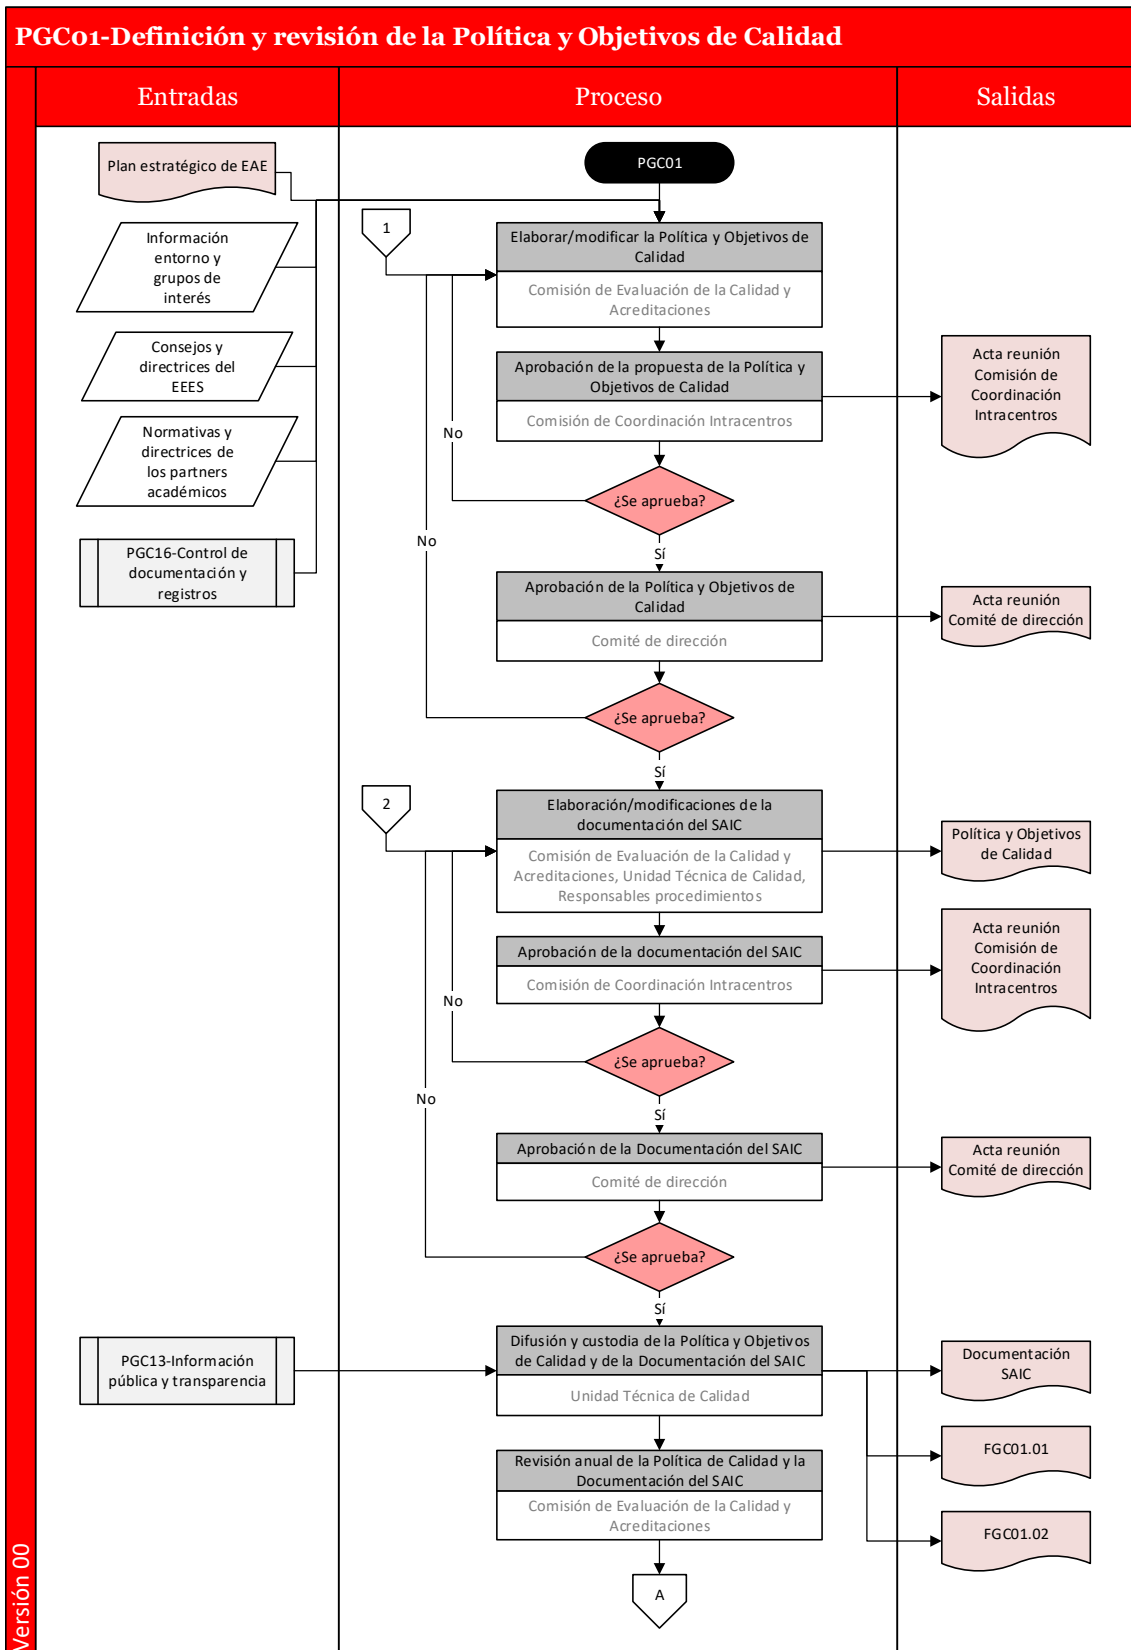 PGC01-Definición y revisión de la Política y Objetivos de Calidad
Entradas
Proceso
Salidas
Plan estratégico de EAE
PGC01
1
Información
entorno y
grupos de
interés
Elaborar/modificar la Política y Objetivos de
Calidad
Comisión de Evaluación de la Calidad y
Acreditaciones
Consejos y
directrices del
EEES
Aprobación de la propuesta de la Política y
Objetivos de Calidad
Comisión de Coordinación Intracentros
Acta reunión
Comisión de
Coordinación
Intracentros
Normativas y
directrices de
los partners
académicos
No
¿Se aprueba?
No
Sí
PGC16-Control de
documentación y
registros
Aprobación de la Política y Objetivos de
Calidad
Comité de dirección
Acta reunión
Comité de dirección
¿Se aprueba?
Sí
2
Elaboración/modificaciones de la
documentación del SAIC
Comisión de Evaluación de la Calidad y
Acreditaciones, Unidad Técnica de Calidad,
Responsables procedimientos
Política y Objetivos
de Calidad
Aprobación de la documentación del SAIC
Comisión de Coordinación Intracentros
Acta reunión
Comisión de
Coordinación
Intracentros
No
¿Se aprueba?
No
Sí
Aprobación de la Documentación del SAIC
Comité de dirección
Acta reunión
Comité de dirección
¿Se aprueba?
Sí
PGC13-Información
pública y transparencia
Difusión y custodia de la Política y Objetivos
de Calidad y de la Documentación del SAIC
Unidad Técnica de Calidad
Documentación
SAIC
FGC01.01
Revisión anual de la Política de Calidad y la
Documentación del SAIC
Comisión de Evaluación de la Calidad y
Acreditaciones
FGC01.02
A
Versión 00